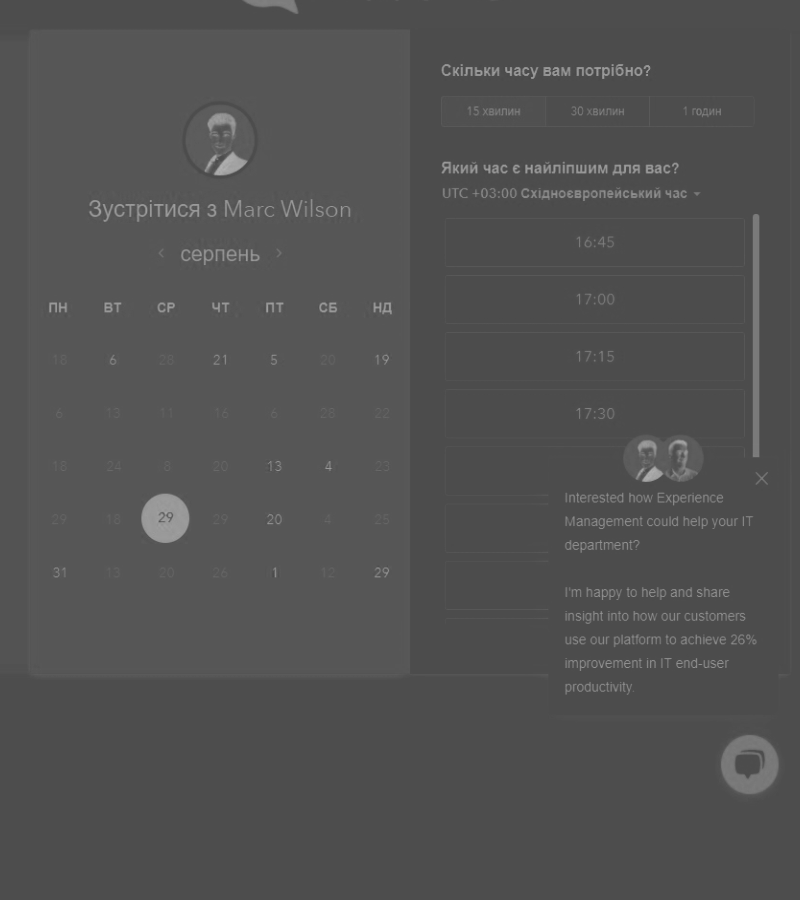 Зустрітися з Marc Wilson
серпень
ПН ВТ СР ЧТ ПТ СБ НД
18 6 28 21 5 20 19
6 13 11 16 6 28 22
18 24 8 20 13 4 23
29 18 29 29 20 4 25
31 13 20 26 1 12 29
Скільки часу вам потрібно?
15 хвилин 30 хвилин 1 годин
Який час є найліпшим для вас?
UTC +03:00 Східноєвропейський час
16:45
17:00
17:15
17:30
Interested how Experience
Management could help your IT
department?
I'm happy to help and share
insight into how our customers
use our platform to achieve 26%
improvement in IT end-user
productivity.